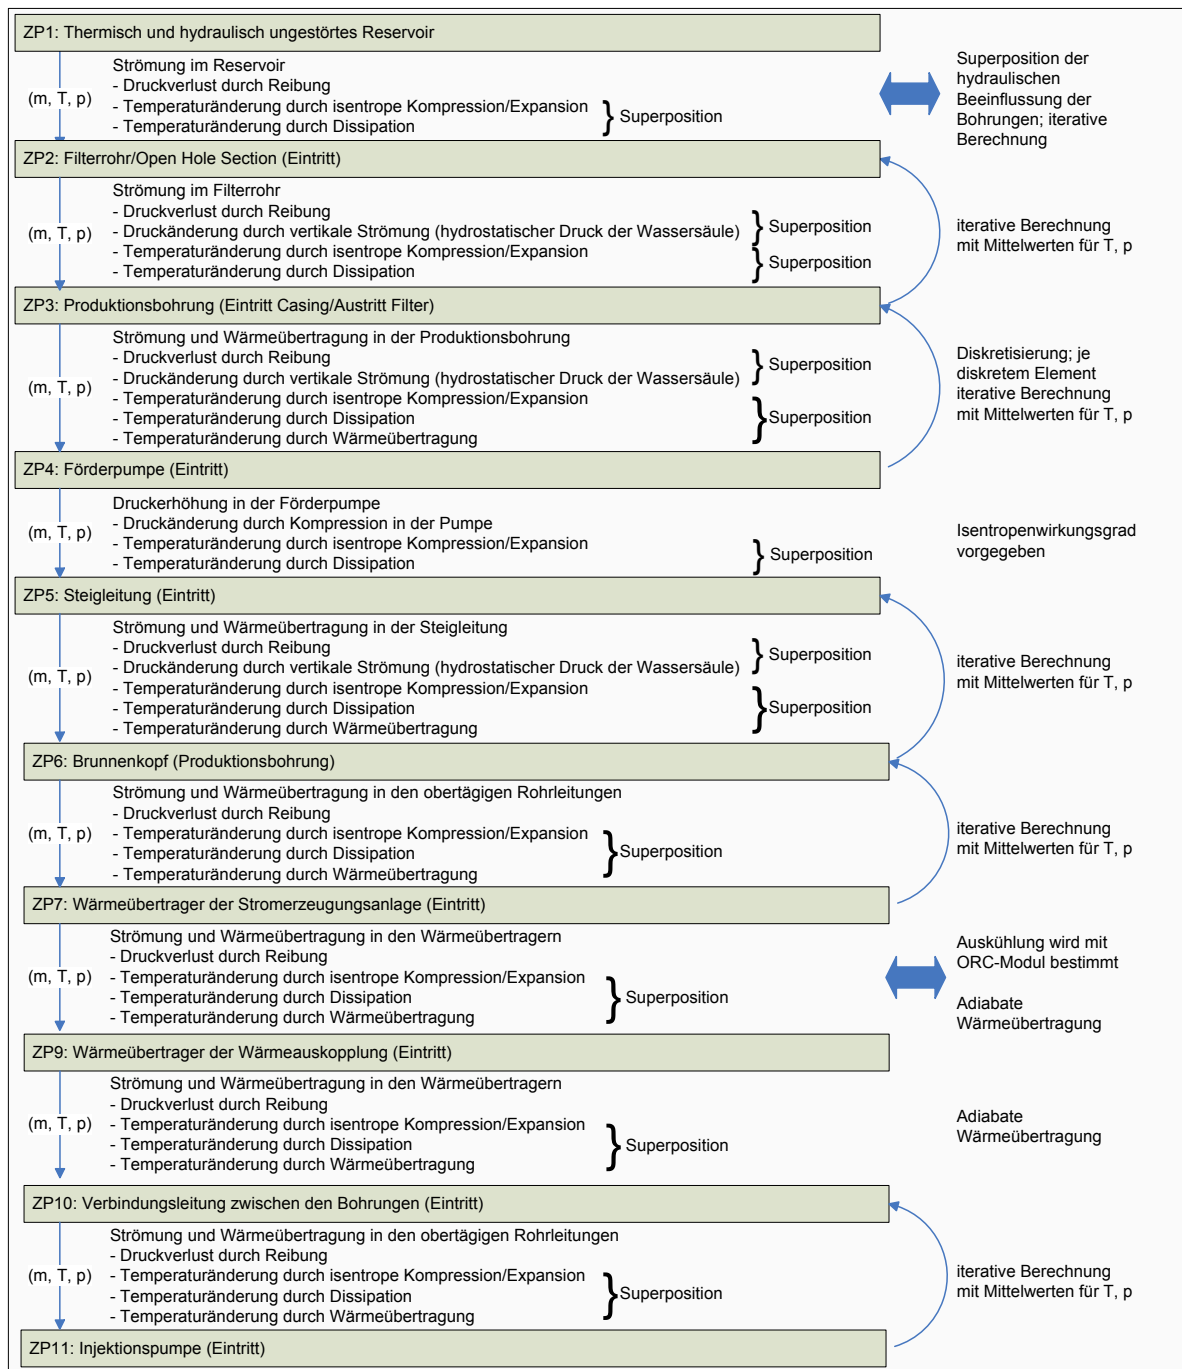 ZP1: Thermisch und hydraulisch ungestörtes Reservoir
Strömung im Reservoir
- Druckverlust durch Reibung
(m, T, p)
- Temperaturänderung durch isentrope Kompression/Expansion
- Temperaturänderung durch Dissipation
} Superposition
Superposition der
hydraulischen
Beeinflussung der
Bohrungen; iterative
Berechnung
ZP2: Filterrohr/Open Hole Section (Eintritt)
Strömung im Filterrohr
- Druckverlust durch Reibung
(m, T, p)
- Druckänderung durch vertikale Strömung (hydrostatischer Druck der Wassersäule)
} Superposition
- Temperaturänderung durch isentrope Kompression/Expansion
- Temperaturänderung durch Dissipation
} Superposition
iterative Berechnung
mit Mittelwerten für T, p
ZP3: Produktionsbohrung (Eintritt Casing/Austritt Filter)
Strömung und Wärmeübertragung in der Produktionsbohrung
- Druckverlust durch Reibung
- Druckänderung durch vertikale Strömung (hydrostatischer Druck der Wassersäule)
} Superposition
(m, T, p)
- Temperaturänderung durch isentrope Kompression/Expansion
- Temperaturänderung durch Dissipation
- Temperaturänderung durch Wärmeübertragung
} Superposition
Diskretisierung; je
diskretem Element
iterative Berechnung
mit Mittelwerten für T, p
ZP4: Förderpumpe (Eintritt)
Druckerhöhung in der Förderpumpe
- Druckänderung durch Kompression in der Pumpe
(m, T, p)
- Temperaturänderung durch isentrope Kompression/Expansion
- Temperaturänderung durch Dissipation
} Superposition
Isentropenwirkungsgrad
vorgegeben
ZP5: Steigleitung (Eintritt)
Strömung und Wärmeübertragung in der Steigleitung
- Druckverlust durch Reibung
- Druckänderung durch vertikale Strömung (hydrostatischer Druck der Wassersäule)
} Superposition
(m, T, p)
- Temperaturänderung durch isentrope Kompression/Expansion
- Temperaturänderung durch Dissipation
- Temperaturänderung durch Wärmeübertragung
} Superposition
iterative Berechnung
mit Mittelwerten für T, p
ZP6: Brunnenkopf (Produktionsbohrung)
Strömung und Wärmeübertragung in den obertägigen Rohrleitungen
- Druckverlust durch Reibung
(m, T, p)
- Temperaturänderung durch isentrope Kompression/Expansion
- Temperaturänderung durch Dissipation
- Temperaturänderung durch Wärmeübertragung
} Superposition
iterative Berechnung
mit Mittelwerten für T, p
ZP7: Wärmeübertrager der Stromerzeugungsanlage (Eintritt)
Strömung und Wärmeübertragung in den Wärmeübertragern
- Druckverlust durch Reibung
(m, T, p)
- Temperaturänderung durch isentrope Kompression/Expansion
- Temperaturänderung durch Dissipation
- Temperaturänderung durch Wärmeübertragung
} Superposition
Auskühlung wird mit
ORC-Modul bestimmt
Adiabate
Wärmeübertragung
ZP9: Wärmeübertrager der Wärmeauskopplung (Eintritt)
Strömung und Wärmeübertragung in den Wärmeübertragern
- Druckverlust durch Reibung
(m, T, p)
- Temperaturänderung durch isentrope Kompression/Expansion
- Temperaturänderung durch Dissipation
- Temperaturänderung durch Wärmeübertragung
} Superposition
Adiabate
Wärmeübertragung
ZP10: Verbindungsleitung zwischen den Bohrungen (Eintritt)
Strömung und Wärmeübertragung in den obertägigen Rohrleitungen
- Druckverlust durch Reibung
(m, T, p)
- Temperaturänderung durch isentrope Kompression/Expansion
- Temperaturänderung durch Dissipation
- Temperaturänderung durch Wärmeübertragung
} Superposition
iterative Berechnung
mit Mittelwerten für T, p
ZP11: Injektionspumpe (Eintritt)